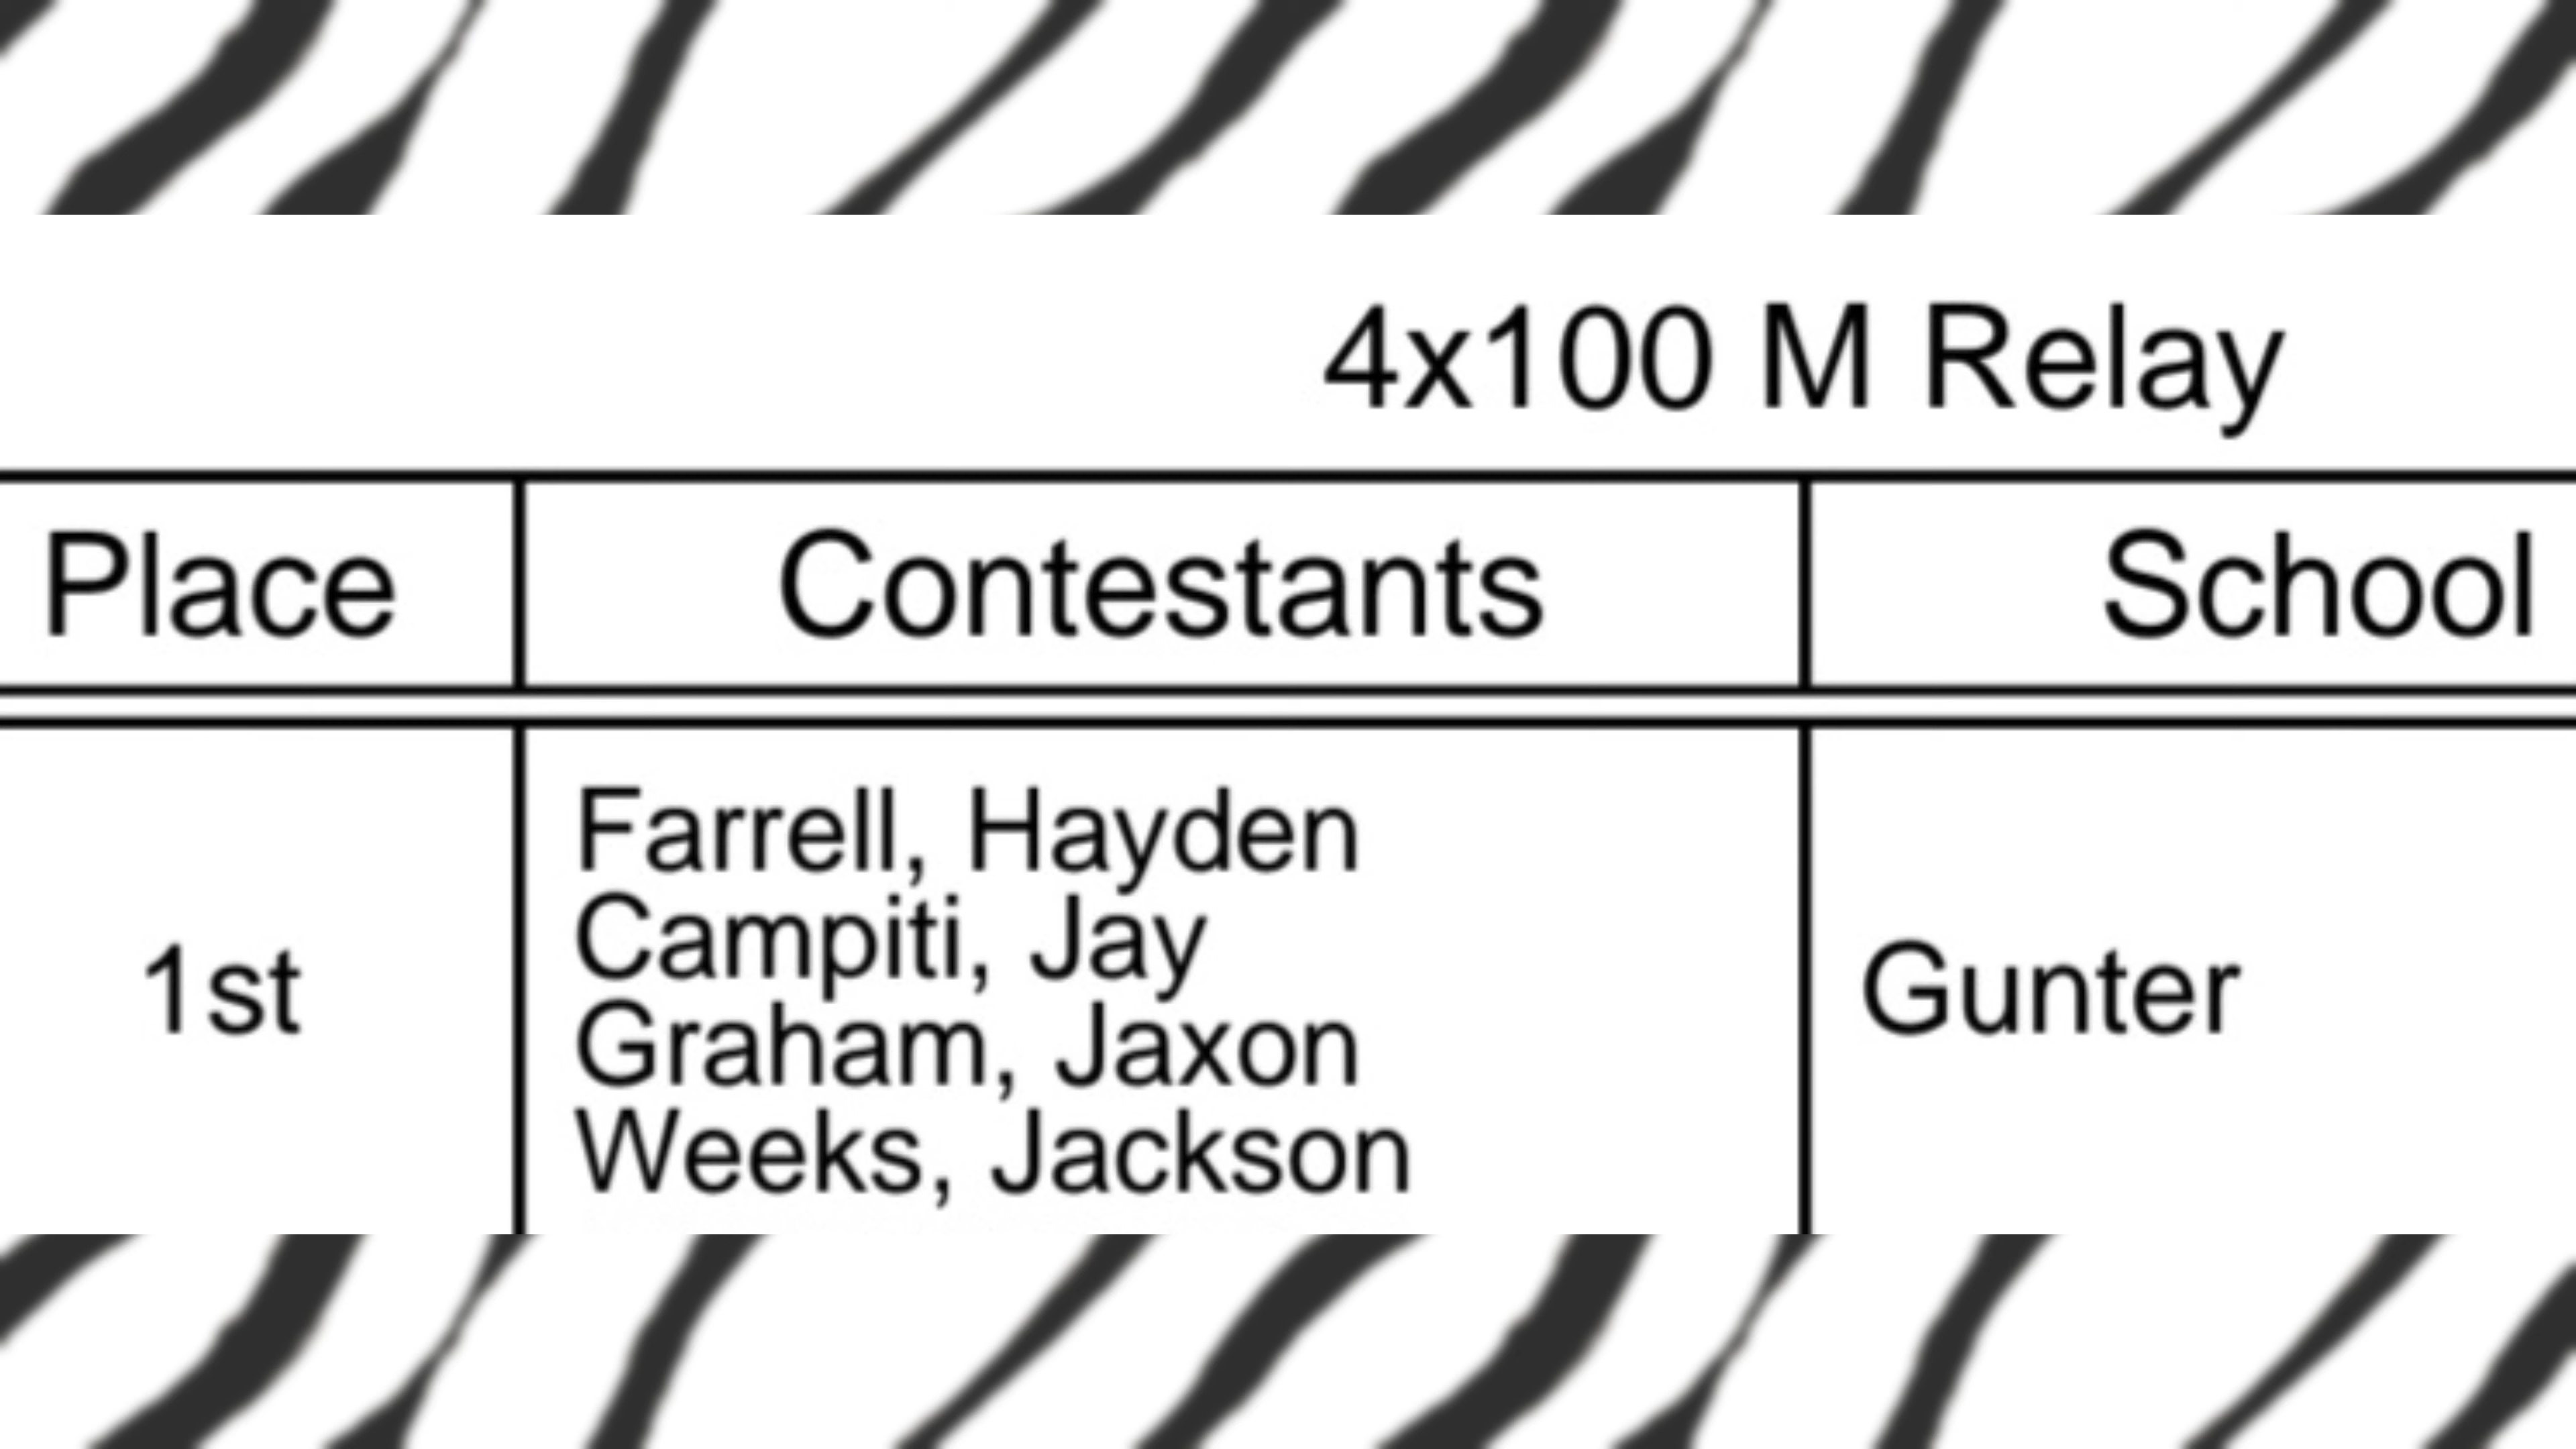 4x100 M Relay
Place Contestants School
Farrell, Hayden
Campiti, Jay
1st Gunter
Graham, Jaxon
Weeks, Jackson